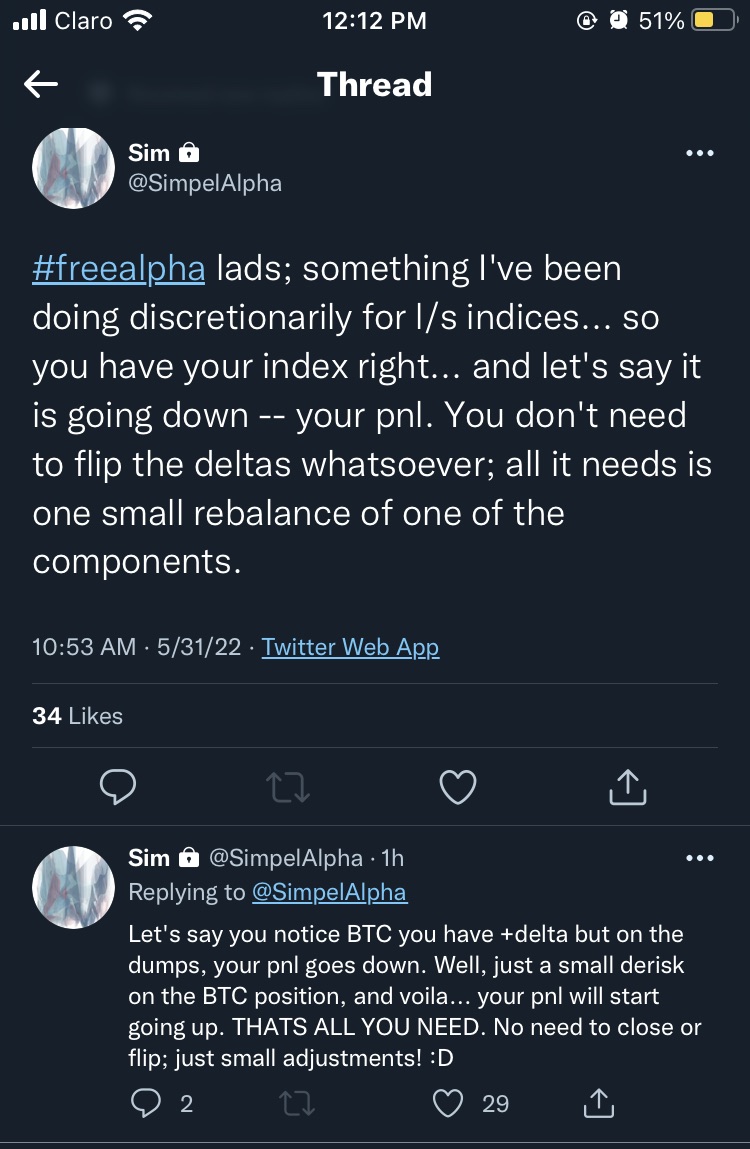 Claro 12:12 PM 51%
Thread
Sim
@SimpelAlpha
#freealpha lads; something I've been
doing discretionarily for l/s indices... so
you have your index right... and let's say it
is going down -- your pnl. You don't need
to flip the deltas whatsoever; all it needs is
one small rebalance of one of the
components.
10:53 AM · 5/31/22 · Twitter Web App
34 Likes
Sim @SimpelAlpha · 1h
Replying to @SimpelAlpha
Let's say you notice BTC you have +delta but on the
dumps, your pnl goes down. Well, just a small derisk
on the BTC position, and voila... your pnl will start
going up. THATS ALL YOU NEED. No need to close or
flip; just small adjustments! :D
2 29